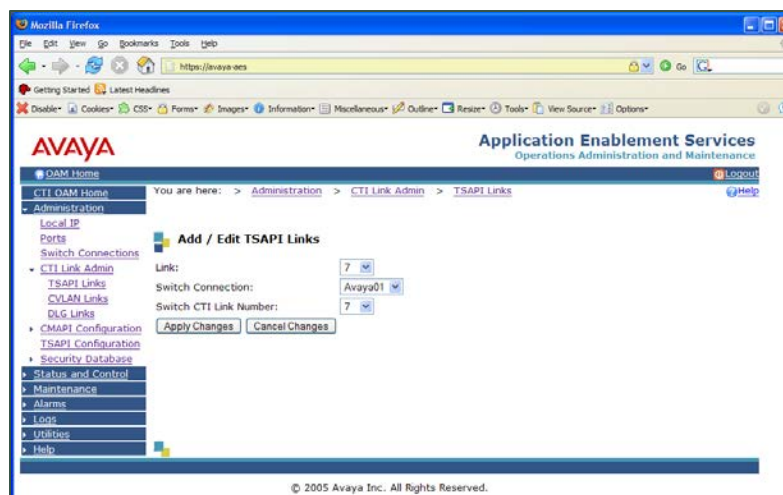 Mozilla Firefox
File Edit View Go Bookmarks Tools Help
https://avaya-aes
Go
Getting Started Latest Headlines
Disable Cookies CSS Forms Images Information Miscellaneous Outline Resize Tools View Source Options
AVAYA
Application Enablement Services
Operations Administration and Maintenance
OAM Home
Logout
CTI OAM Home
You are here: > Administration > CTI Link Admin > TSAPI Links
Help
Administration
Local IP
Ports
Switch Connections
CTI Link Admin
TSAPI Links
CVLAN Links
DLG Links
CMAPI Configuration
TSAPI Configuration
Security Database
Status and Control
Maintenance
Alarms
Logs
Utilities
Help
Add / Edit TSAPI Links
Link: 7
Switch Connection: Avaya01
Switch CTI Link Number: 7
Apply Changes Cancel Changes
© 2005 Avaya Inc. All Rights Reserved.